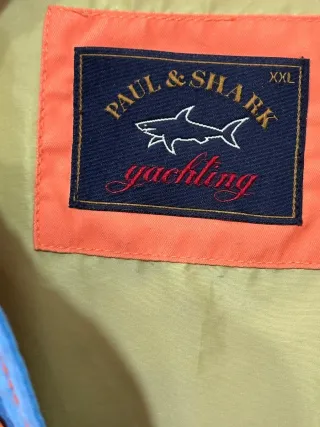 XXL
PAUL & SHARK
yachting